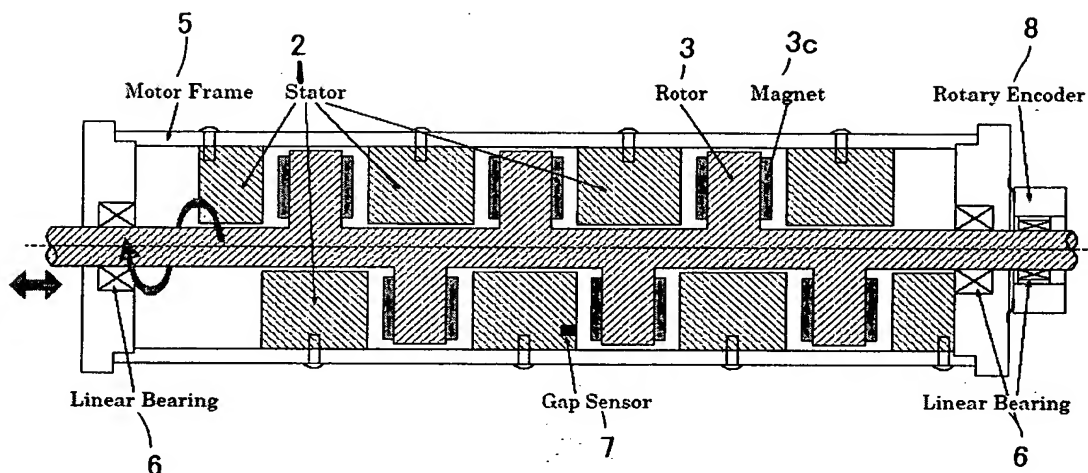 5
2
3
3c
8
Motor Frame
Stator
Rotor
Magnet
Rotary Encoder
Linear Bearing
Gap Sensor
Linear Bearing
6
7
6